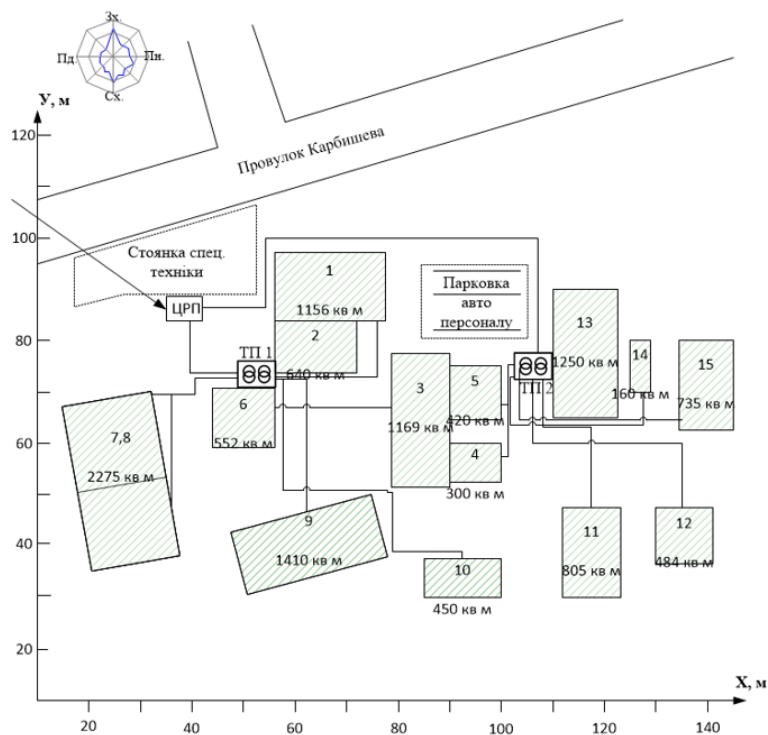 Зх.
Пд.
Пн.
Сх.
У, м
120
Провулок Карбишева
100
Стоянка спец.
техніки
ЦРП
1
1156 кв м
Парковка
авто
персоналу
13
1250 кв м
80
2
640 кв м
ТП 1
3
1169 кв м
5
420 кв м
ТП 2
14
160 кв м
15
735 кв м
6
552 кв м
60
7,8
2275 кв м
4
300 кв м
9
1410 кв м
40
10
450 кв м
11
805 кв м
12
484 кв м
20
Х, м
20
40
60
80
100
120
140